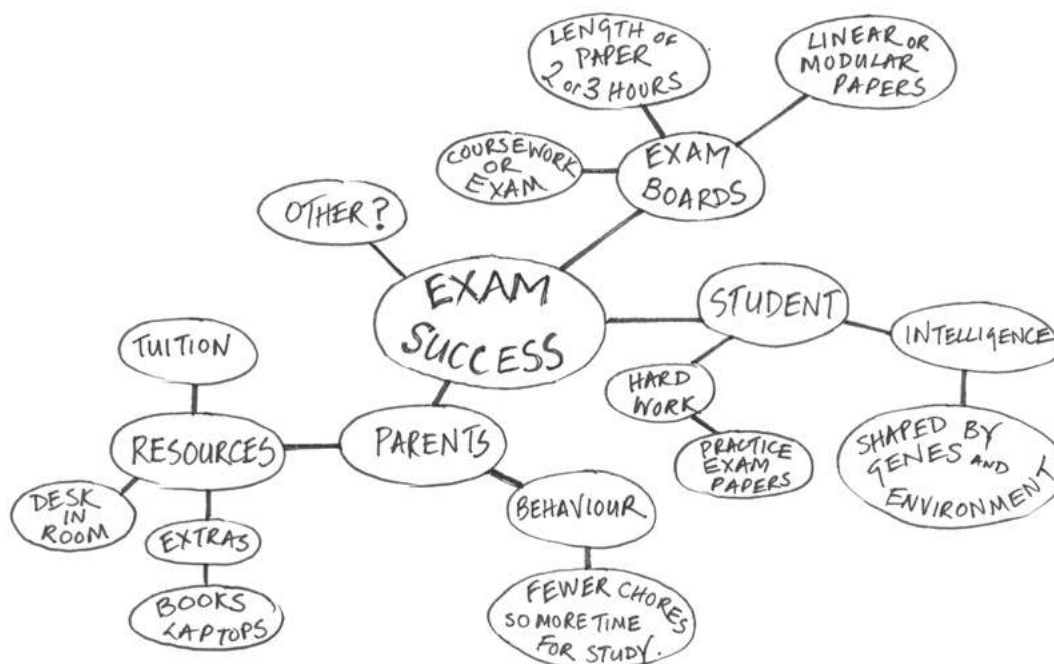 LENGTH OF
PAPER
2 or 3 HOURS
LINEAR OR
MODULAR
PAPERS
COURSEWORK
OR
EXAM
EXAM
BOARDS
OTHER?
EXAM
SUCCESS
STUDENT
INTELLIGENCE
HARD
WORK
PRACTICE
EXAM
PAPERS
SHAPED BY
GENES AND
ENVIRONMENT
TUITION
RESOURCES
PARENTS
DESK
IN
ROOM
EXTRAS
BOOKS
LAPTOPS
BEHAVIOUR
FEWER CHORES
SO MORE TIME
FOR STUDY.